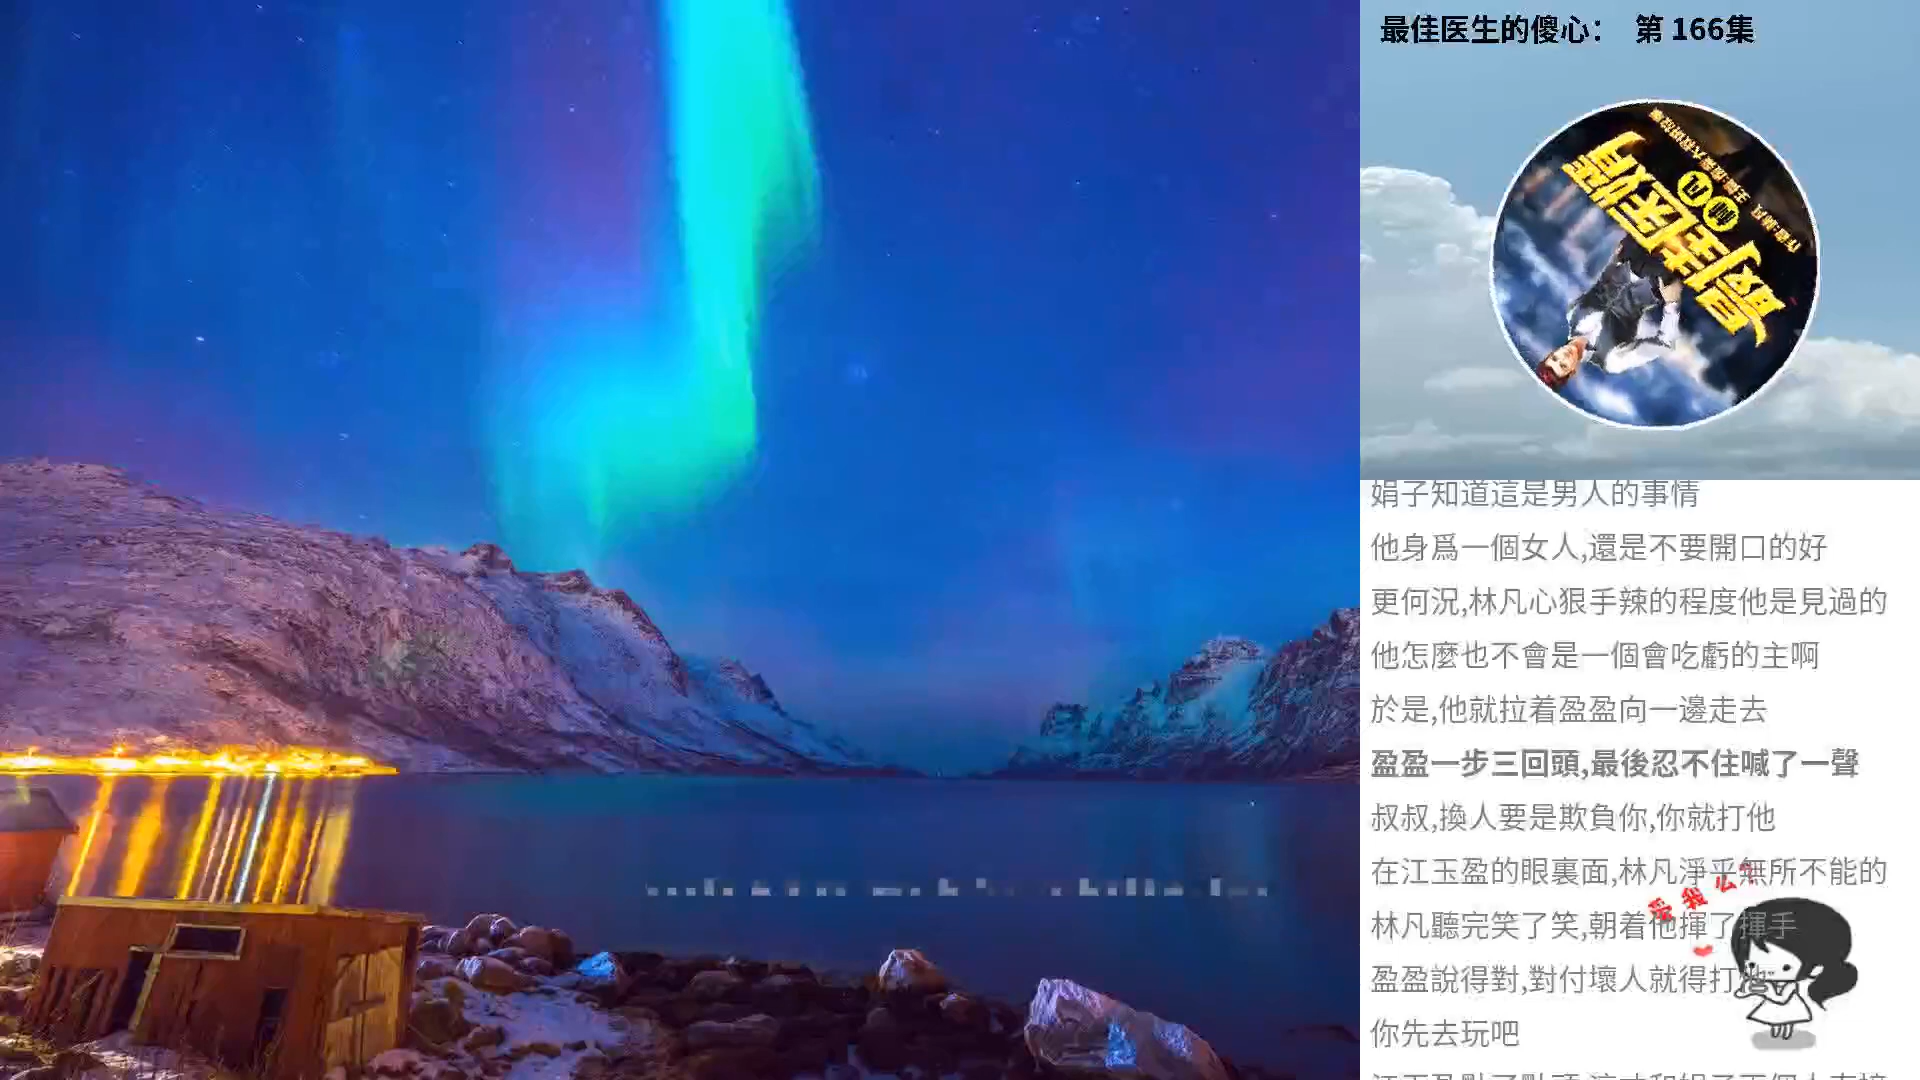 最佳医生的傻心： 第 166集
最佳医婿
娟子知道這是男人的事情
他身爲一個女人,還是不要開口的好
更何況,林凡心狠手辣的程度他是見過的
他怎麼也不會是一個會吃虧的主啊
於是,他就拉着盈盈向一邊走去
盈盈一步三回頭,最後忍不住喊了一聲
叔叔,換人要是欺負你,你就打他
在江玉盈的眼裏面,林凡淨乎無所不能的
林凡聽完笑了笑,朝着他揮了揮手
爱我么?
盈盈說得對,對付壞人就得打他
你先去玩吧